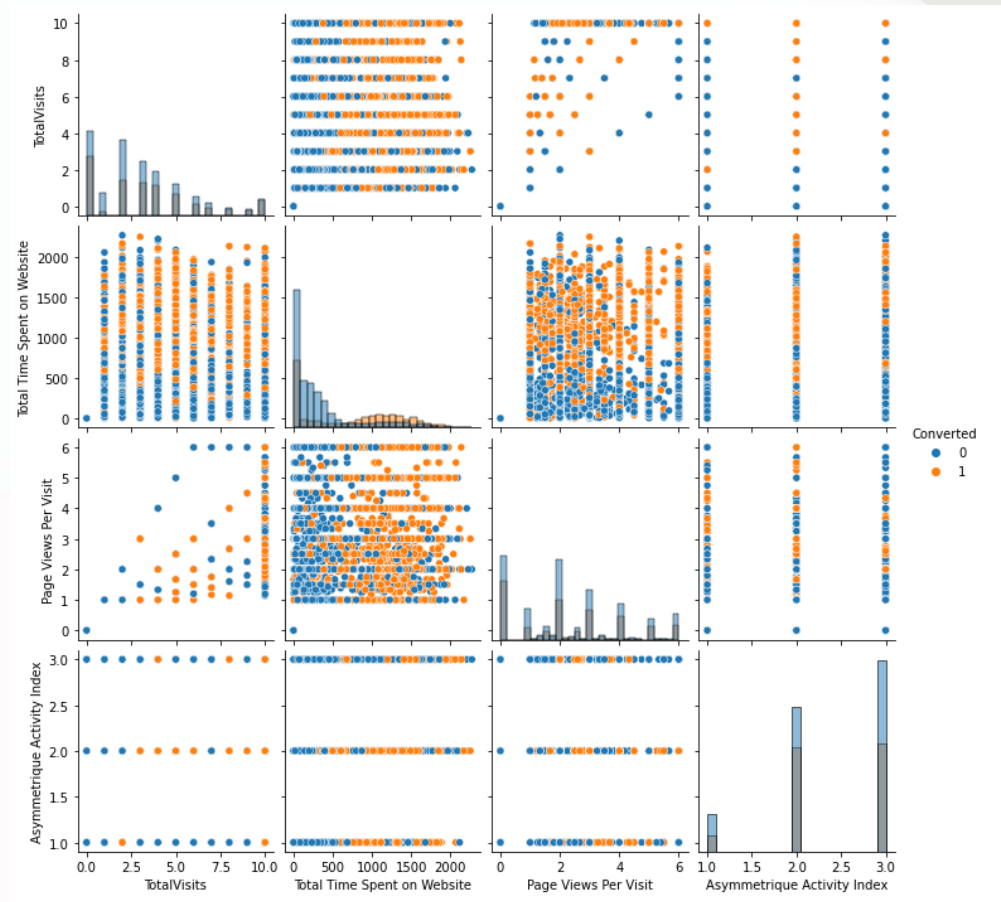 TotalVisits
10
8
6
4
2
0
Total Time Spent on Website
2000
1500
1000
500
0
Page Views Per Visit
6
5
4
3
2
1
0
Asymmetrique Activity Index
3.0
2.5
2.0
1.5
1.0
0.0 2.5 5.0 7.5 10.0
TotalVisits
0 500 1000 1500 2000
Total Time Spent on Website
0 2 4 6
Page Views Per Visit
1.0 1.5 2.0 2.5 3.0
Asymmetrique Activity Index
Converted
0
1